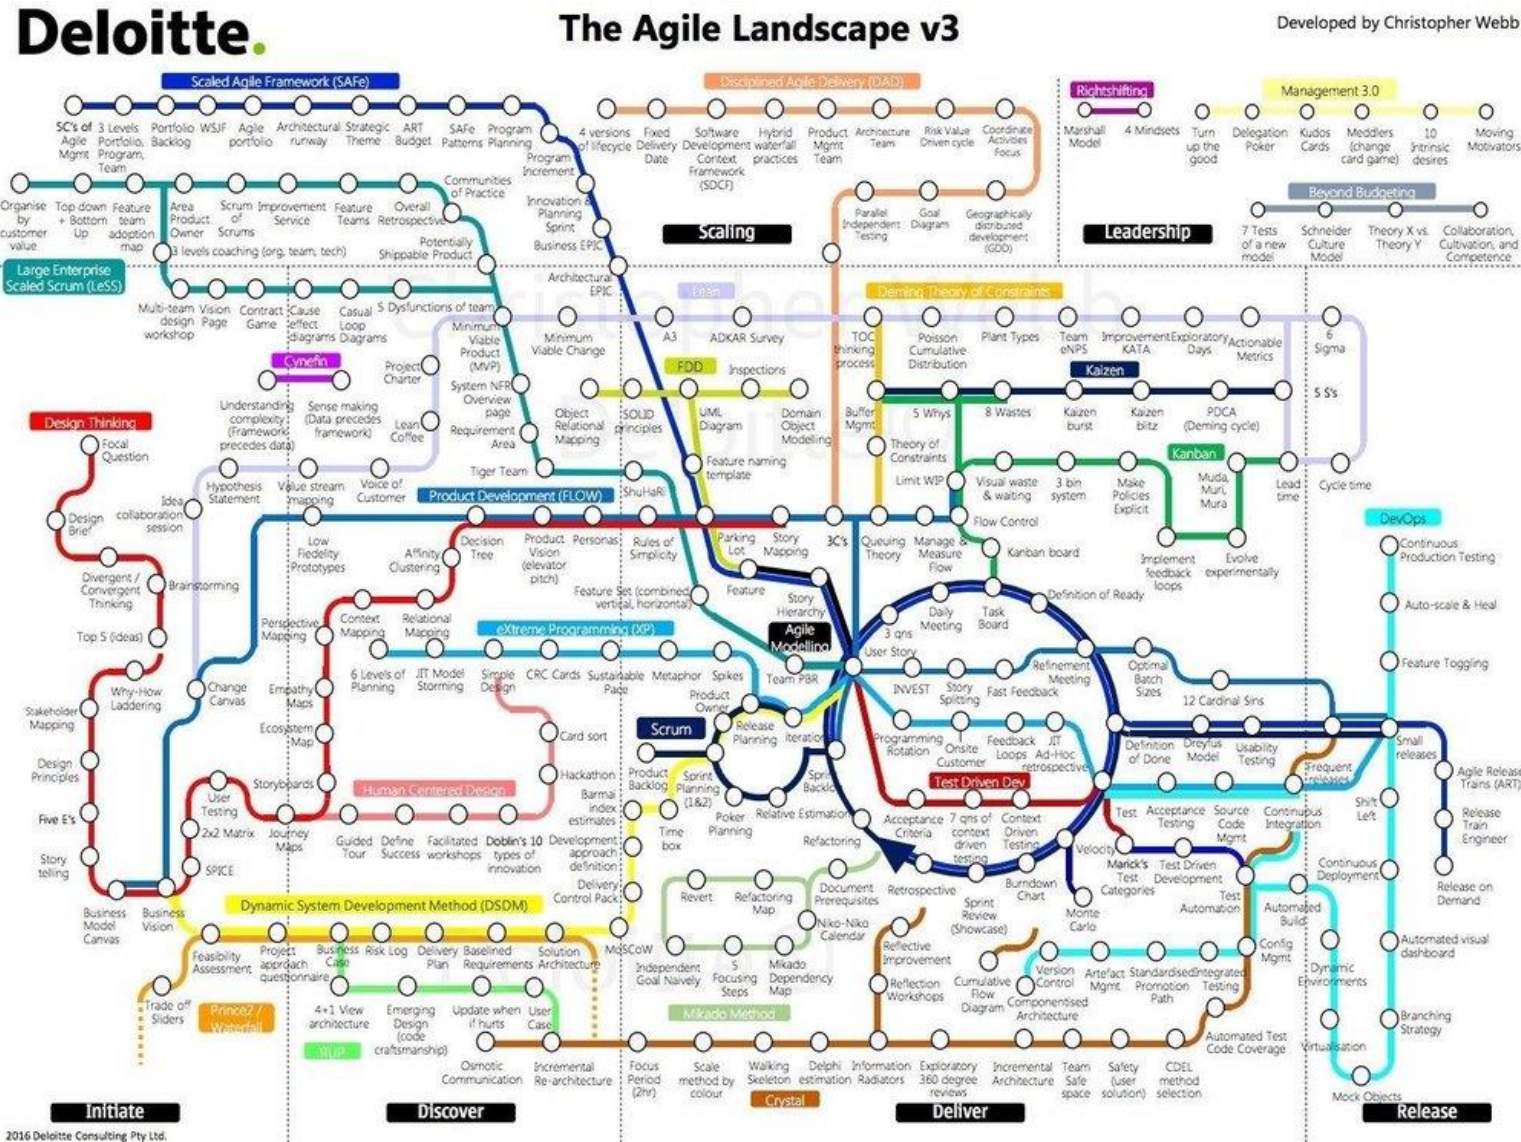 Deloitte.
The Agile Landscape v3
Developed by Christopher Webb
Scaled Agile Framework (SAFe)
5C's of
Agile
Mgmt
3 Levels
Portfolio,
Program,
Team
Portfolio
Backlog
WSJF
Agile
portfolio
Architectural
runway
Strategic
Theme
ART
Budget
SAFe
Patterns
Program
Planning
Program
Increment
Innovation &
Planning
Sprint
Business EPIC
Architectural
EPIC
Disciplined Agile Delivery (DAD)
4 versions
of lifecycle
Fixed
Delivery
Date
Software
Development
Context
Framework
(SDCF)
Hybrid
waterfall
practices
Product
Mgmt
Team
Architecture
Team
Risk Value
Driven cycle
Coordinate
Activities
Focus
Parallel
Independent
Testing
Goal
Diagram
Geographically
distributed
development
(GDD)
Scaling
Rightshifting
Marshall
Model
4 Mindsets
Management 3.0
Turn
up the
good
Delegation
Poker
Kudos
Cards
Meddlers
(change
card game)
10
Intrinsic
desires
Moving
Motivators
Beyond Budgeting
7 Tests
of a new
model
Schneider
Culture
Model
Theory X vs.
Theory Y
Collaboration,
Cultivation, and
Competence
Leadership
Organise
by
customer
value
Top down
+ Bottom
Up
Feature
team
adoption
map
Area
Product
Owner
Scrum
of
Scrums
Improvement
Service
Feature
Teams
Overall
Retrospective
Communities
of Practice
Potentially
Shippable Product
3 levels coaching (org, team, tech)
Large Enterprise
Scaled Scrum (LeSS)
Multi-team
design
workshop
Vision
Page
Contract
Game
Cause
effect
diagrams
Casual
Loop
Diagrams
5 Dysfunctions of team
Minimum
Viable
Product
(MVP)
System NFR
Overview
page
Requirement
Area
Tiger Team
ShuHaRi
Lean
Minimum
Viable Change
A3
ADKAR Survey
Deming Theory of Constraints
TOC
thinking
process
Poisson
Cumulative
Distribution
Plant Types
Team
eNPS
Improvement
KATA
Exploratory
Days
Actionable
Metrics
6
Sigma
Cynefin
Understanding
complexity
(Framework
precedes data)
Sense making
(Data precedes
framework)
Project
Charter
Lean
Coffee
FDD
Inspections
Object
Relational
Mapping
SOLID
principles
UML
Diagram
Domain
Object
Modelling
Feature naming
template
Kaizen
Buffer
Mgmt
5 Whys
8 Wastes
Kaizen
burst
Kaizen
blitz
PDCA
(Deming cycle)
5 S's
Theory of
Constraints
Limit WIP
Visual waste
& waiting
3 bin
system
Make
Policies
Explicit
Kanban
Muda,
Muri,
Mura
Lead
time
Cycle time
Implement
feedback
loops
Evolve
experimentally
Flow Control
Kanban board
Design Thinking
Focal
Question
Design
Brief
Divergent /
Convergent
Thinking
Brainstorming
Top 5 (ideas)
Why-How
Laddering
Stakeholder
Mapping
Design
Principles
Five E's
Story
telling
Business
Model
Canvas
Business
Vision
SPICE
2x2 Matrix
User
Testing
Journey
Maps
Storyboards
Ecosystem
Map
Empathy
Maps
Perspective
Mapping
Context
Mapping
Relational
Mapping
Affinity
Clustering
Hypothesis
Statement
Value stream
mapping
Voice of
Customer
Idea
collaboration
session
Change
Canvas
Product Development (FLOW)
Low
Fiedelity
Prototypes
Decision
Tree
Product
Vision
(elevator
pitch)
Personas
Rules of
Simplicity
Parking
Lot
Story
Mapping
3C's
Queuing
Theory
Manage &
Measure
Flow
Feature Set (combined,
vertical, horizontal)
Feature
Story
Hierarchy
Agile
Modelling
Team PBR
User Story
3 qns
Daily
Meeting
Task
Board
Definition of Ready
Refinement
Meeting
INVEST
Story
Splitting
Fast Feedback
Optimal
Batch
Sizes
12 Cardinal Sins
Definition
of Done
Dreyfus
Model
Usability
Testing
Frequent
releases
Small
releases
eXtreme Programming (XP)
6 Levels of
Planning
JIT Model
Storming
Simple
Design
CRC Cards
Sustainable
Pace
Metaphor
Spikes
Product
Owner
Release
Planning
Iteration
Programming
Rotation
Onsite
Customer
Feedback
Loops
JIT
Ad-Hoc
retrospective
Scrum
Product
Backlog
Sprint
Planning
(1&2)
Poker
Planning
Relative Estimation
Time
box
Refactoring
Human Centered Design
Card sort
Hackathon
Guided
Tour
Define
Success
Facilitated
workshops
Doblin's 10
types of
innovation
Barmai
index
estimates
Development
approach
definition
Delivery
Control Pack
Test Driven Dev
Acceptance
Criteria
7 qns of
context
driven
testing
Context
Driven
Testing
Test
Acceptance
Testing
Source
Code
Mgmt
Continuous
Integration
Velocity
Marick's
Test
Categories
Test Driven
Development
Test
Automation
Monte
Carlo
Burndown
Chart
Sprint
Review
(Showcase)
Retrospective
DevOps
Continuous
Production Testing
Auto-scale & Heal
Feature Toggling
Shift
Left
Agile Release
Trains (ART)
Release
Train
Engineer
Release on
Demand
Continuous
Deployment
Automated
Build
Automated visual
dashboard
Dynamic
Environments
Branching
Strategy
Virtualisation
Mock Objects
Dynamic System Development Method (DSDM)
Feasibility
Assessment
Project
approach
questionnaire
Business
Case
Risk Log
Delivery
Plan
Baselined
Requirements
Solution
Architecture
MoSCoW
Trade off
Sliders
Prince2 /
Waterfall
4+1 View
architecture
Emerging
Design
(code
craftsmanship)
Update when
if hurts
User
Case
RUP
Revert
Refactoring
Map
Document
Prerequisites
Niko-Niko
Calendar
Independent
Goal Naively
5
Focusing
Steps
Mikado
Dependency
Map
Mikado Method
Reflective
Improvement
Reflection
Workshops
Cumulative
Flow
Diagram
Version
Control
Artefact
Mgmt
Standardised
Promotion
Path
Integrated
Testing
Config
Mgmt
Componentised
Architecture
Automated Test
Code Coverage
Osmotic
Communication
Incremental
Re-architecture
Focus
Period
(2hr)
Scale
method by
colour
Walking
Skeleton
Delphi
estimation
Information
Radiators
Exploratory
360 degree
reviews
Incremental
Architecture
Team
Safe
space
Safety
(user
solution)
CDEL
method
selection
Crystal
Initiate
Discover
Deliver
Release
2016 Deloitte Consulting Pty Ltd.